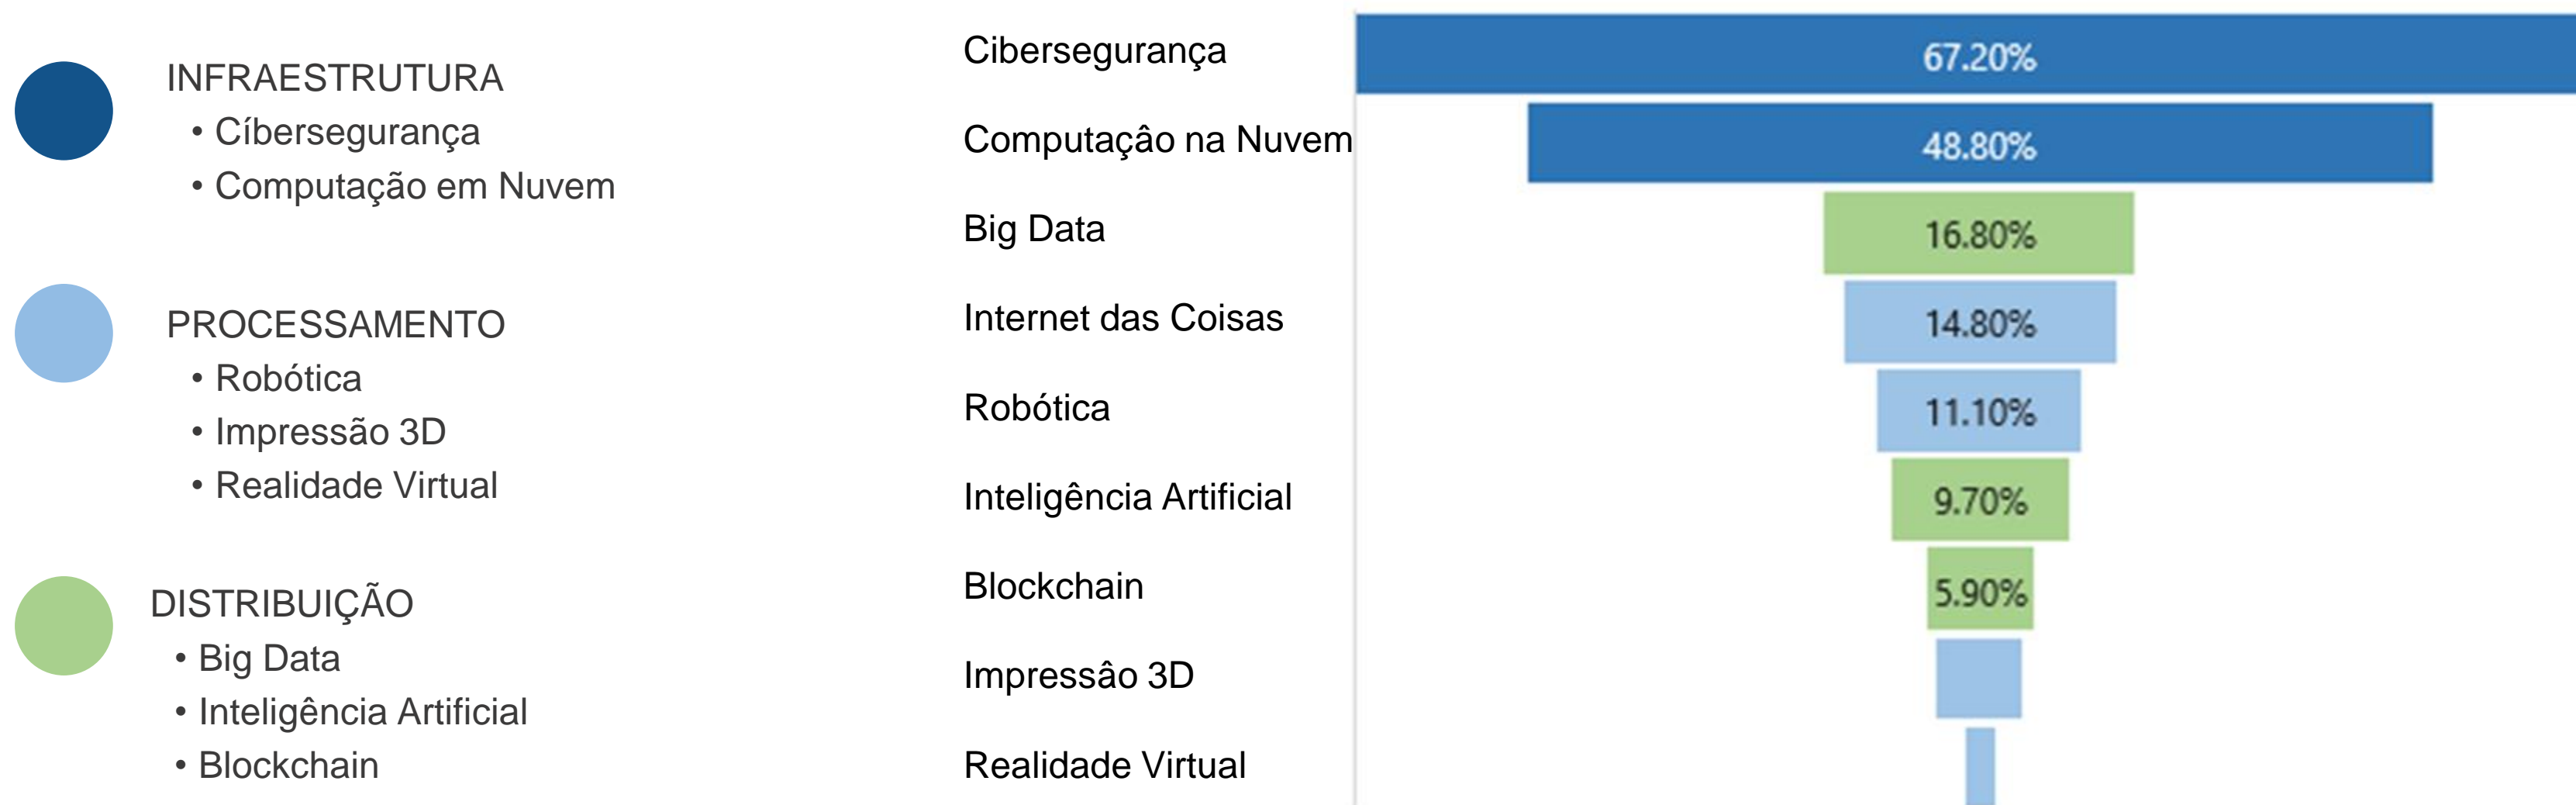 INFRAESTRUTURA
• Cíbersegurança
• Computação em Nuvem
PROCESSAMENTO
• Robótica
• Impressão 3D
• Realidade Virtual
DISTRIBUIÇÃO
• Big Data
• Inteligência Artificial
• Blockchain
Cibersegurança 67.20%
Computaçâo na Nuvem 48.80%
Big Data 16.80%
Internet das Coisas 14.80%
Robótica 11.10%
Inteligência Artificial 9.70%
Blockchain 5.90%
Impressâo 3D
Realidade Virtual